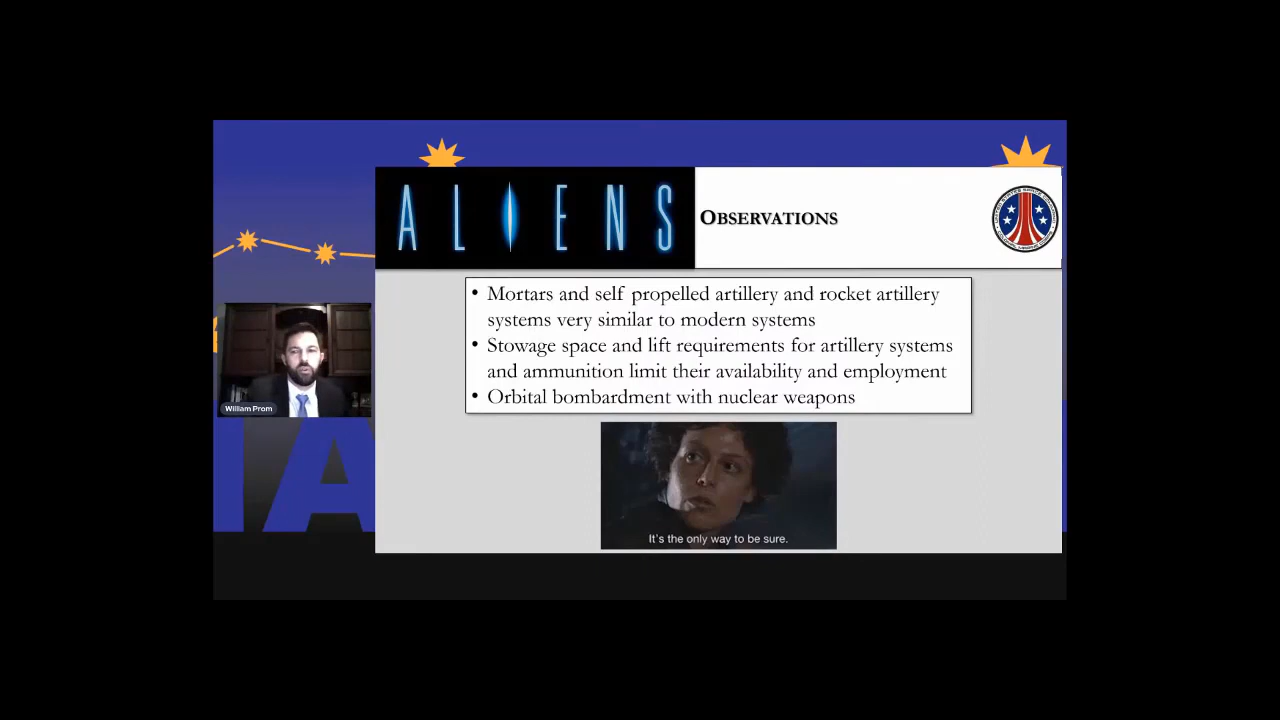 ALIENS
OBSERVATIONS
• Mortars and self propelled artillery and rocket artillery
systems very similar to modern systems
• Stowage space and lift requirements for artillery systems
and ammunition limit their availability and employment
• Orbital bombardment with nuclear weapons
William Prom
IA
It's the only way to be sure.